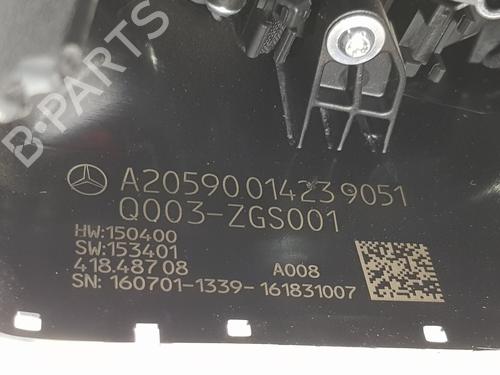 B-PARTS
A2059001423 9051
Q003-ZGS001
HW:150400
SW:153401
418.48708 A008
SN: 160701-1339-161831007